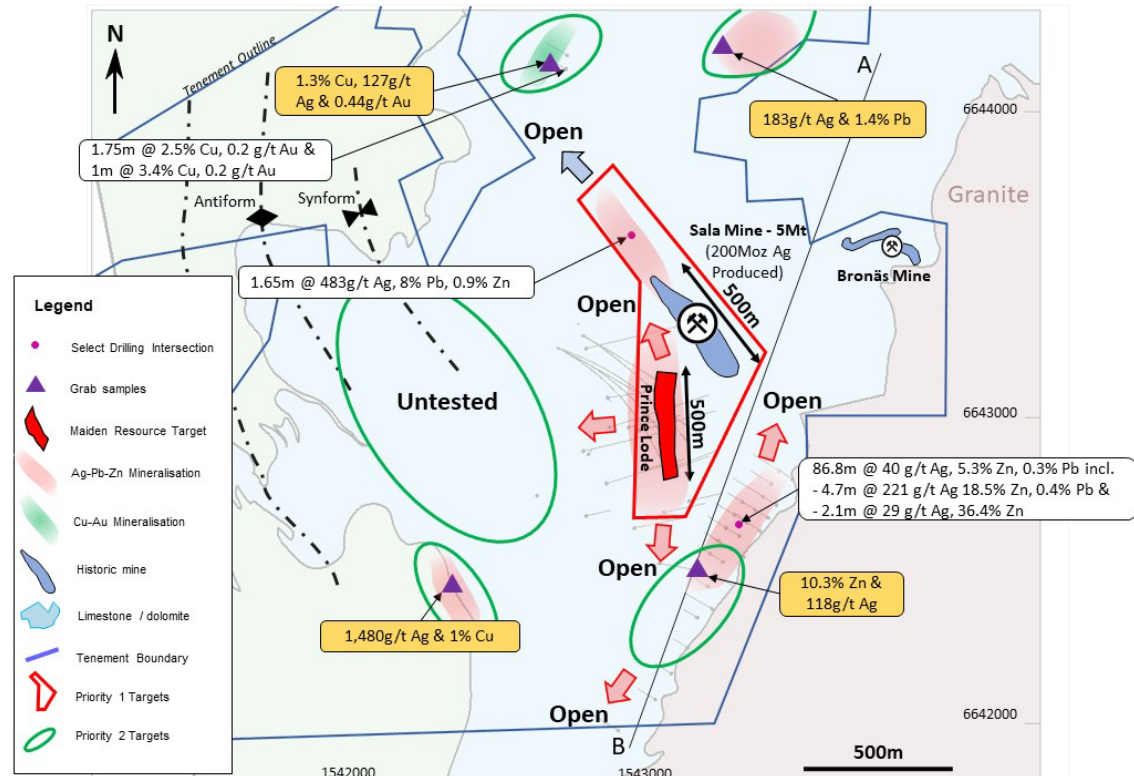 N
Tenement Outline
1.3% Cu, 127g/t
Ag & 0.44g/t Au
1.75m @ 2.5% Cu, 0.2 g/t Au &
1m @ 3.4% Cu, 0.2 g/t Au
Open
183g/t Ag & 1.4% Pb
A
6644000
Granite
Antiform
Synform
Sala Mine - 5Mt
(200Moz Ag
Produced)
Bronäs Mine
1.65m @ 483g/t Ag, 8% Pb, 0.9% Zn
500m
Open
Untested
Prince Lode
500m
Open
6643000
86.8m @ 40 g/t Ag, 5.3% Zn, 0.3% Pb incl.
- 4.7m @ 221 g/t Ag 18.5% Zn, 0.4% Pb &
- 2.1m @ 29 g/t Ag, 36.4% Zn
Open
10.3% Zn &
118g/t Ag
1,480g/t Ag & 1% Cu
Open
B
6642000
500m
1542000
1543000
Legend
Select Drilling Intersection
Grab samples
Maiden Resource Target
Ag-Pb-Zn Mineralisation
Cu-Au Mineralisation
Historic mine
Limestone / dolomite
Tenement Boundary
Priority 1 Targets
Priority 2 Targets